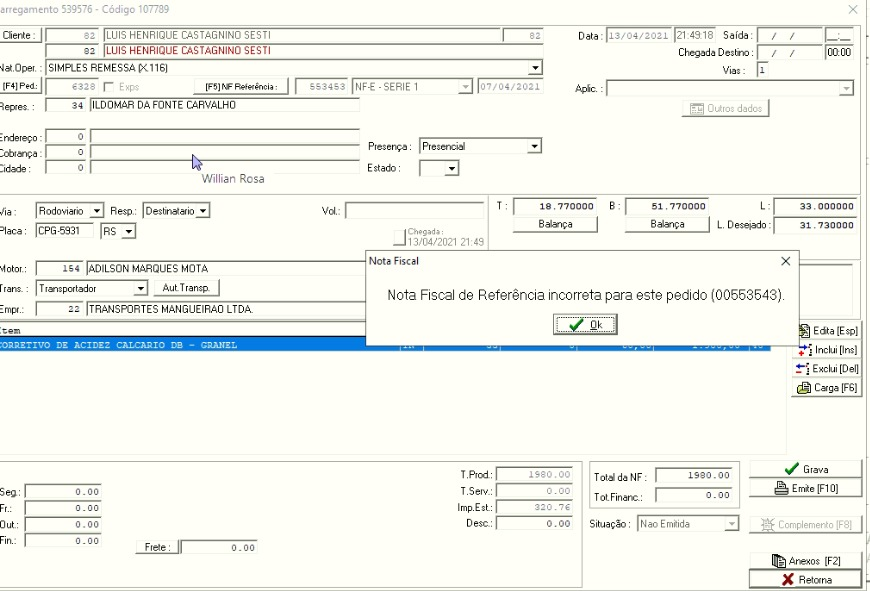 arregamento 539576 - Código 107789
Cliente : 82 LUIS HENRIQUE CASTAGNINO SESTI 82 Data : 13/04/2021 21:49:18 Saída : / / __:__
82 LUIS HENRIQUE CASTAGNINO SESTI Chegada Destino : / / 00:00
Nat.Oper. : SIMPLES REMESSA (X.116) Vias : 1
[F4] Ped: 6328 Exps [F5] NF Referência : 553453 NF-E - SERIE 1 07/04/2021 Aplic. :
Repres. : 34 ILDOMAR DA FONTE CARVALHO Outros dados
Endereço : 0
Cobrança : 0 Presença : Presencial
Cidade : 0 Estado :
Willian Rosa
Via : Rodoviario Resp.: Destinatario Vol.: T : 18.770000 B : 51.770000 L : 33.000000
Balança Balança L. Desejado : 31.730000
Placa : CPG-5931 RS Chegada :
13/04/2021 21:49
Motor.: 154 ADILSON MARQUES MOTA
Trans. : Transportador Aut.Transp.
Empr.: 22 TRANSPORTES MANGUEIRAO LTDA.
Nota Fiscal
Nota Fiscal de Referência incorreta para este pedido (00553543).
Ok
Item
CORRETIVO DE ACIDEZ CALCARIO DB - GRANEL
Edita [Esp]
Inclui [Ins]
Exclui [Del]
Carga [F6]
Seg.: 0.00
Fr.: 0.00
Out.: 0.00
Fin.: 0.00
Frete : 0.00
T.Prod.: 1980.00
T.Serv.: 0.00
Imp.Est.: 320.76
Desc.: 0.00
Total da NF : 1980.00
Tot.Financ.: 0.00
Situação : Nao Emitida
Grava
Emite [F10]
Complemento [F8]
Anexos [F2]
Retorna